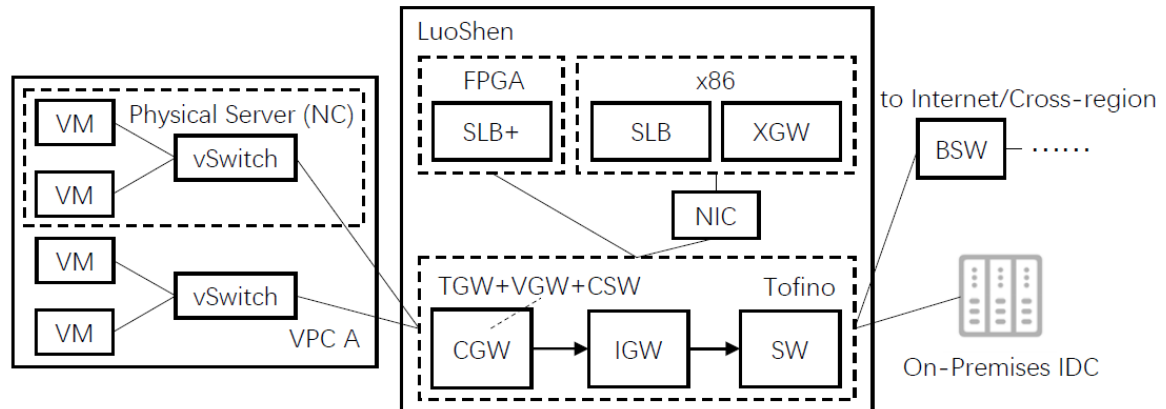 LuoShen
FPGA
x86
SLB+
SLB
XGW
NIC
VM
Physical Server (NC)
vSwitch
VM
VM
vSwitch
VM
VPC A
TGW+VGW+CSW
Tofino
CGW
IGW
SW
to Internet/Cross-region
BSW
······
On-Premises IDC